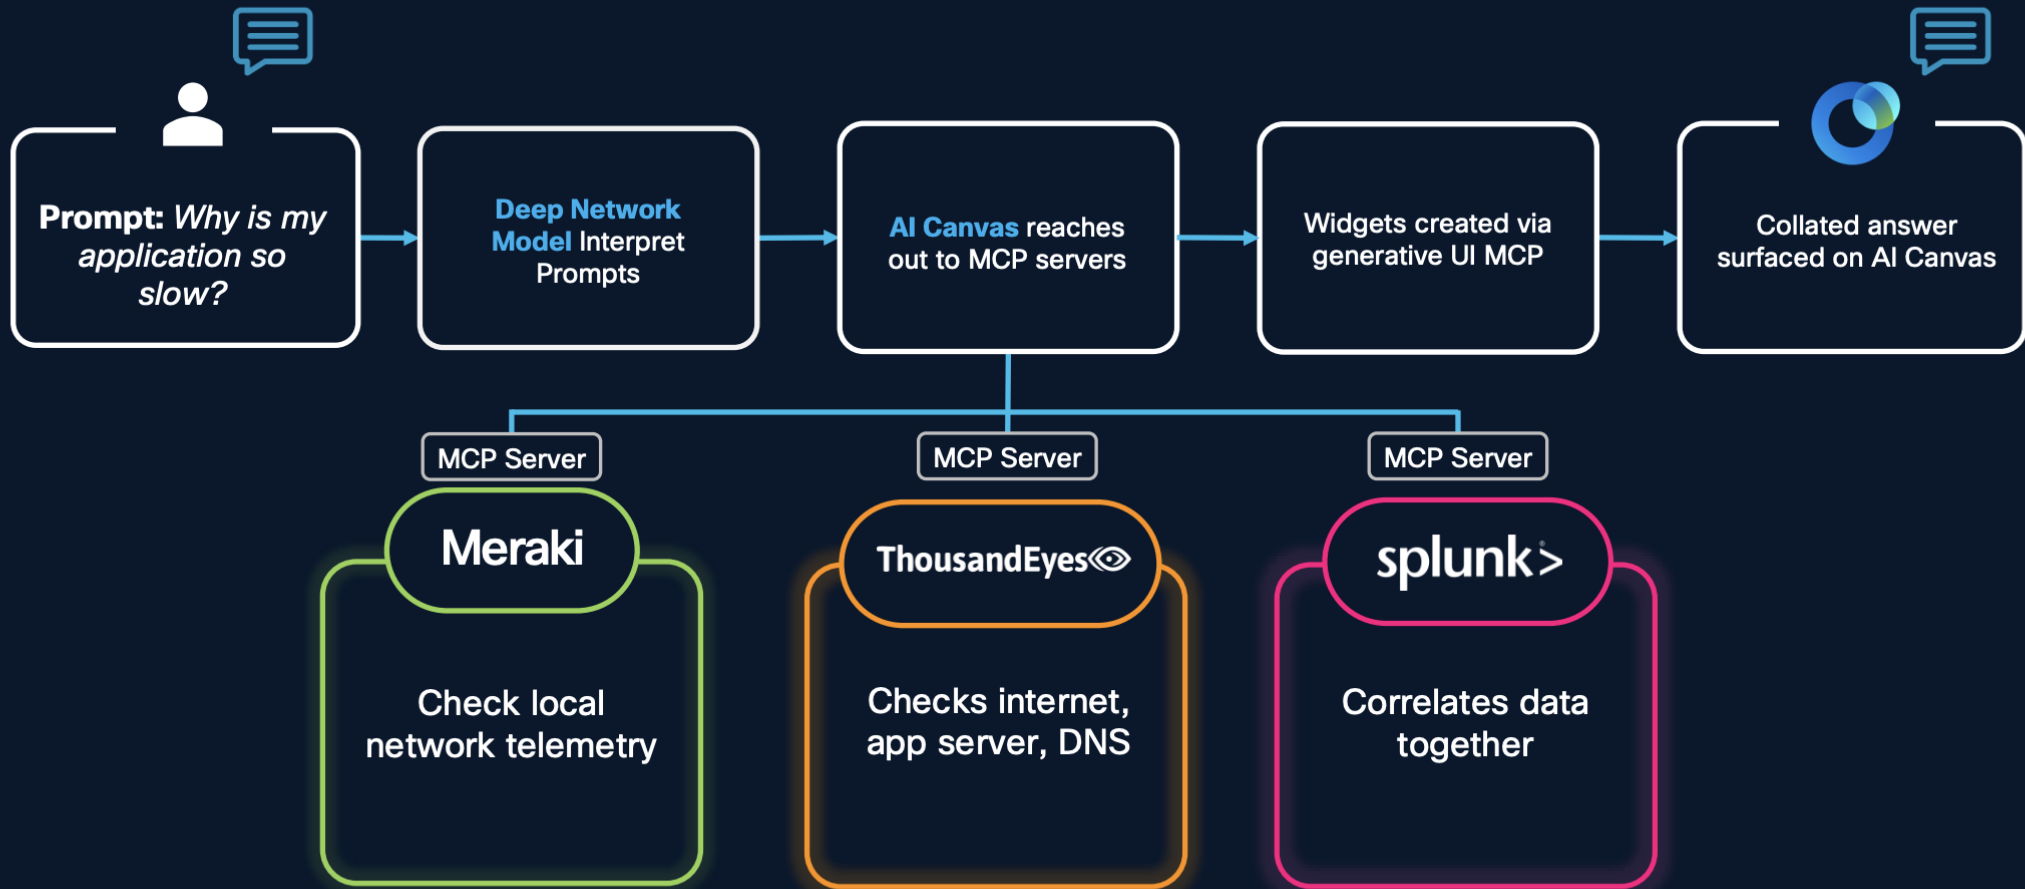 Prompt: Why is my
application so
slow?
Deep Network
Model Interpret
Prompts
AI Canvas reaches
out to MCP servers
Widgets created via
generative UI MCP
Collated answer
surfaced on AI Canvas
MCP Server
Meraki
Check local
network telemetry
MCP Server
ThousandEyes
Checks internet,
app server, DNS
MCP Server
splunk>
Correlates data
together